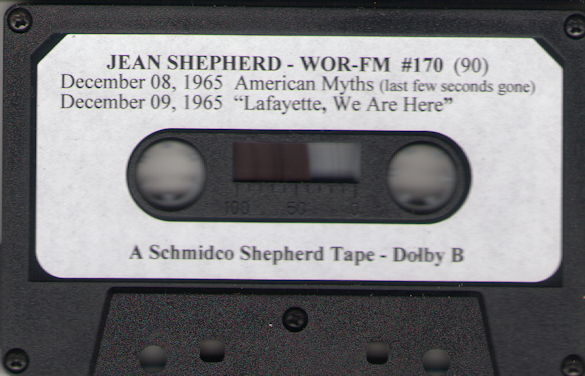 JEAN SHEPHERD - WOR-FM #170 (90)
December 08, 1965 American Myths (last few seconds gone)
December 09, 1965 “Lafayette, We Are Here”
100 50 0
A Schmidco Shepherd Tape - Dolby B